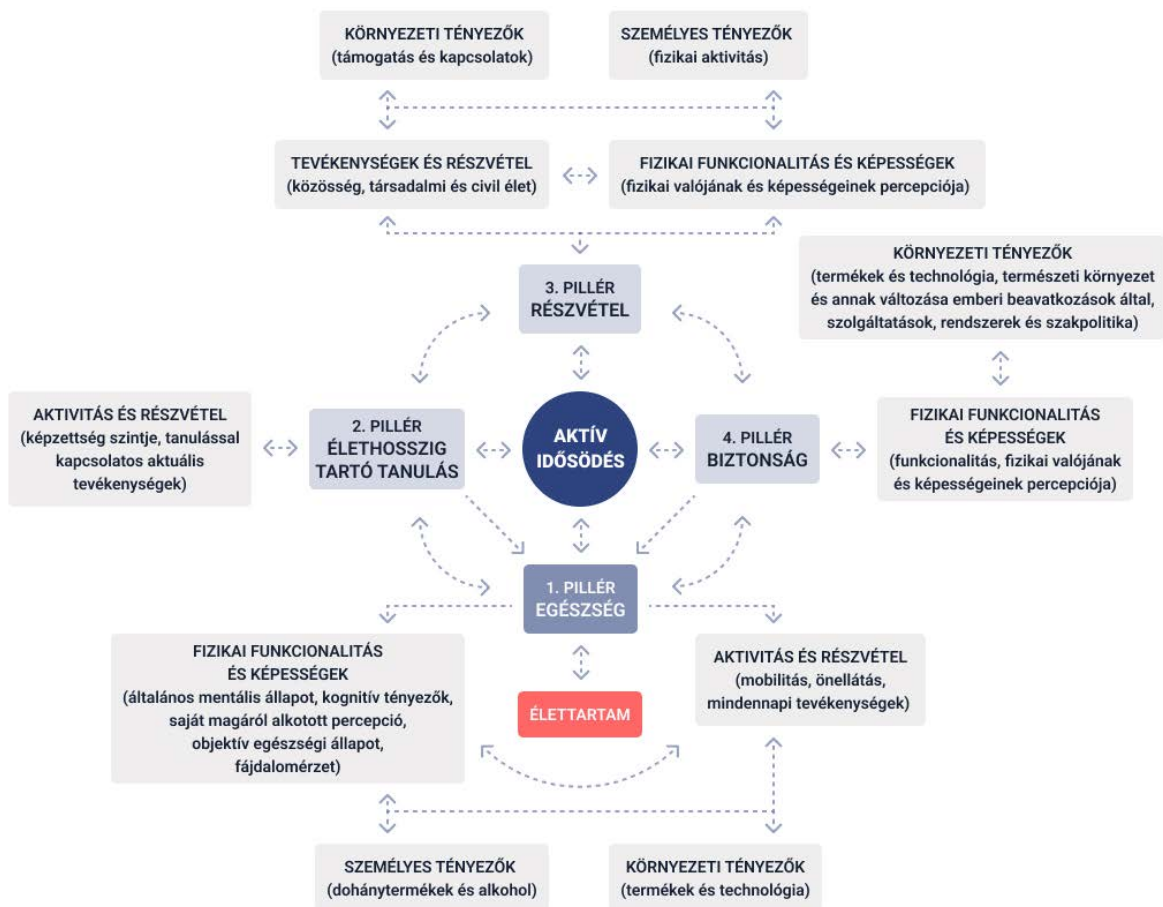 KÖRNYEZETI TÉNYEZŐK
(támogatás és kapcsolatok)
SZEMÉLYES TÉNYEZŐK
(fizikai aktivitás)
TEVÉKENYSÉGEK ÉS RÉSZVÉTEL
(közösség, társadalmi és civil élet)
FIZIKAI FUNKCIONALITÁS ÉS KÉPESSÉGEK
(fizikai valójának és képességeinek percepciója)
3. PILLÉR
RÉSZVÉTEL
KÖRNYEZETI TÉNYEZŐK
(termékek és technológia, természeti környezet
és annak változása emberi beavatkozások által,
szolgáltatások, rendszerek és szakpolitika)
AKTIVITÁS ÉS RÉSZVÉTEL
(képzettség szintje, tanulással
kapcsolatos aktuális
tevékenységek)
2. PILLÉR
ÉLETHOSSZIG
TARTÓ TANULÁS
AKTÍV
IDŐSÖDÉS
4. PILLÉR
BIZTONSÁG
FIZIKAI FUNKCIONALITÁS
ÉS KÉPESSÉGEK
(funkcionalitás, fizikai valójának
és képességeinek percepciója)
1. PILLÉR
EGÉSZSÉG
FIZIKAI FUNKCIONALITÁS
ÉS KÉPESSÉGEK
(általános mentális állapot, kognitív tényezők,
saját magáról alkotott percepció,
objektív egészségi állapot,
fájdalomérzet)
ÉLETTARTAM
AKTIVITÁS ÉS RÉSZVÉTEL
(mobilitás, önellátás,
mindennapi tevékenységek)
SZEMÉLYES TÉNYEZŐK
(dohánytermékek és alkohol)
KÖRNYEZETI TÉNYEZŐK
(termékek és technológia)